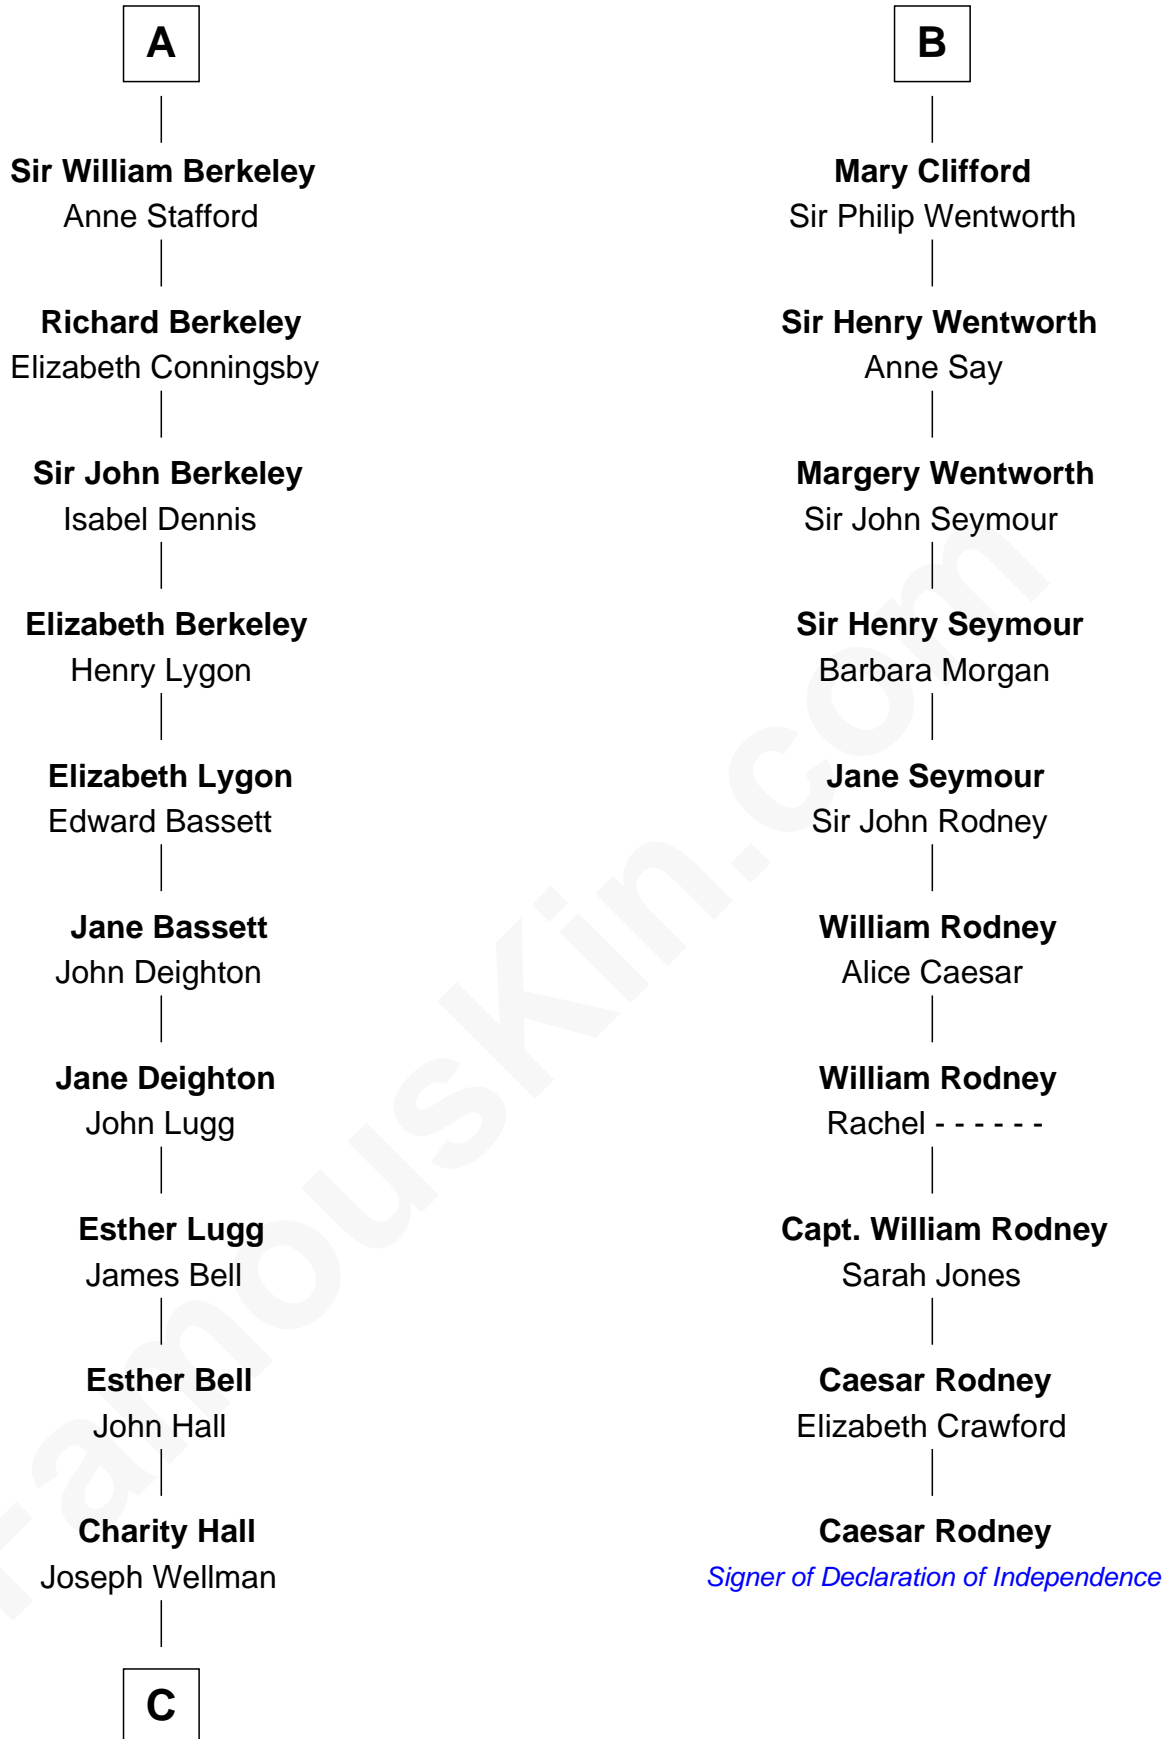 A
Sir William Berkeley
Anne Stafford
Richard Berkeley
Elizabeth Conningsby
Sir John Berkeley
Isabel Dennis
Elizabeth Berkeley
Henry Lygon
Elizabeth Lygon
Edward Bassett
Jane Bassett
John Deighton
Jane Deighton
John Lugg
Esther Lugg
James Bell
Esther Bell
John Hall
Charity Hall
Joseph Wellman
C
B
Mary Clifford
Sir Philip Wentworth
Sir Henry Wentworth
Anne Say
Margery Wentworth
Sir John Seymour
Sir Henry Seymour
Barbara Morgan
Jane Seymour
Sir John Rodney
William Rodney
Alice Caesar
William Rodney
Rachel - - - - - -
Capt. William Rodney
Sarah Jones
Caesar Rodney
Elizabeth Crawford
Caesar Rodney
Signer of Declaration of Independence
FamousKin.com